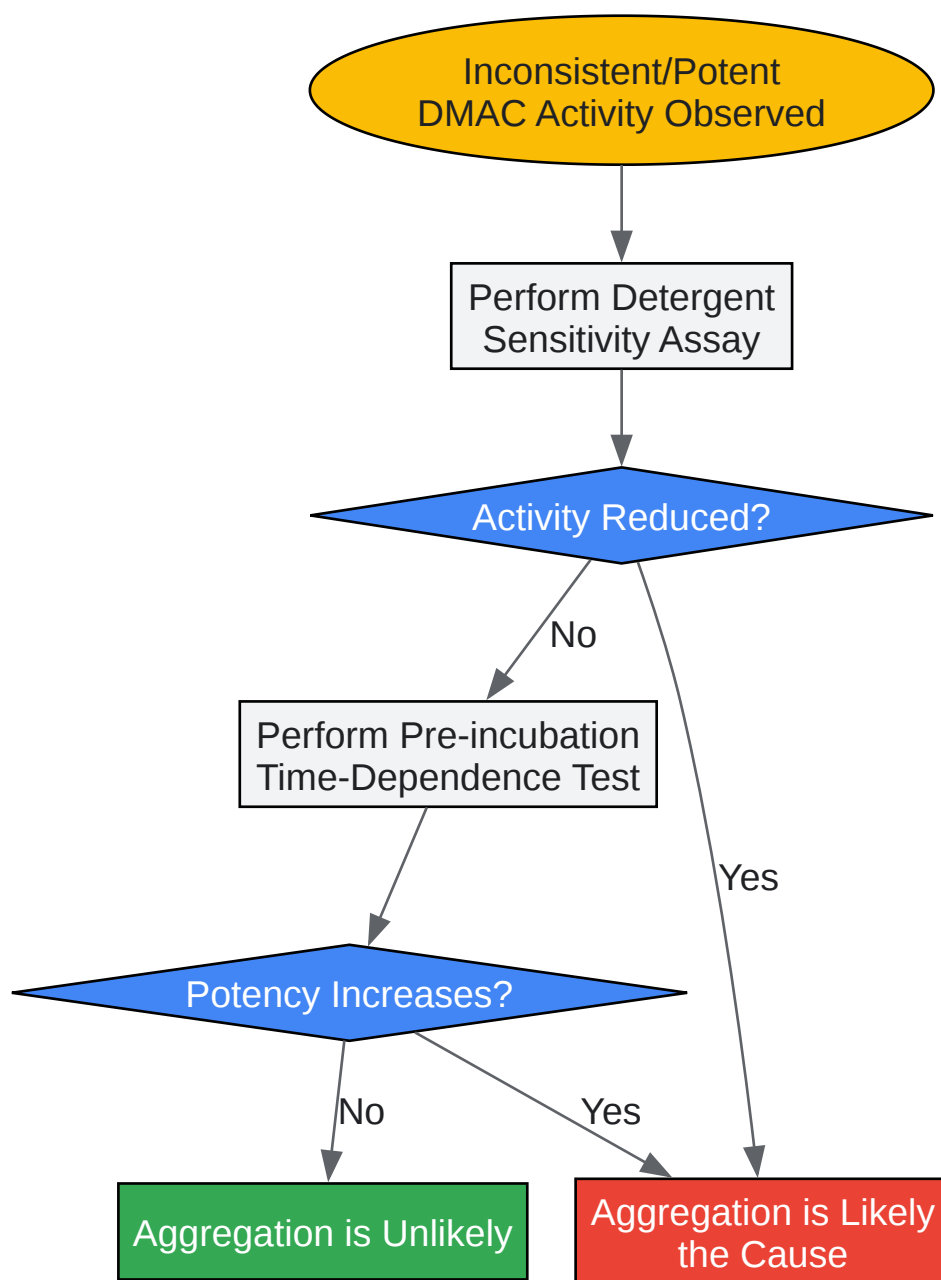 Inconsistent/Potent
DMAC Activity Observed
Perform Detergent
Sensitivity Assay
Activity Reduced?
No
Perform Pre-incubation
Time-Dependence Test
Yes
Potency Increases?
No
Yes
Aggregation is Unlikely
Aggregation is Likely
the Cause